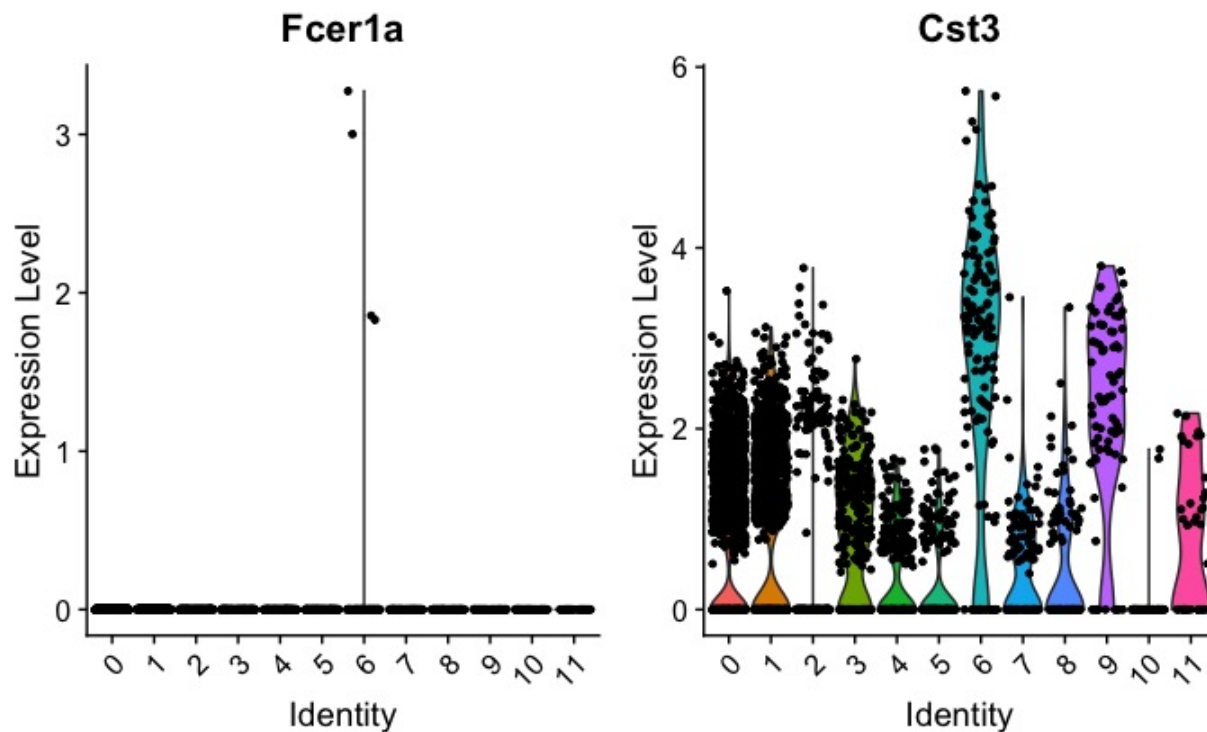 Fcer1a
Expression Level
3
2
1
0
0 1 2 3 4 5 6 7 8 9 10 11
Identity
Cst3
Expression Level
6
4
2
0
0 1 2 3 4 5 6 7 8 9 10 11
Identity